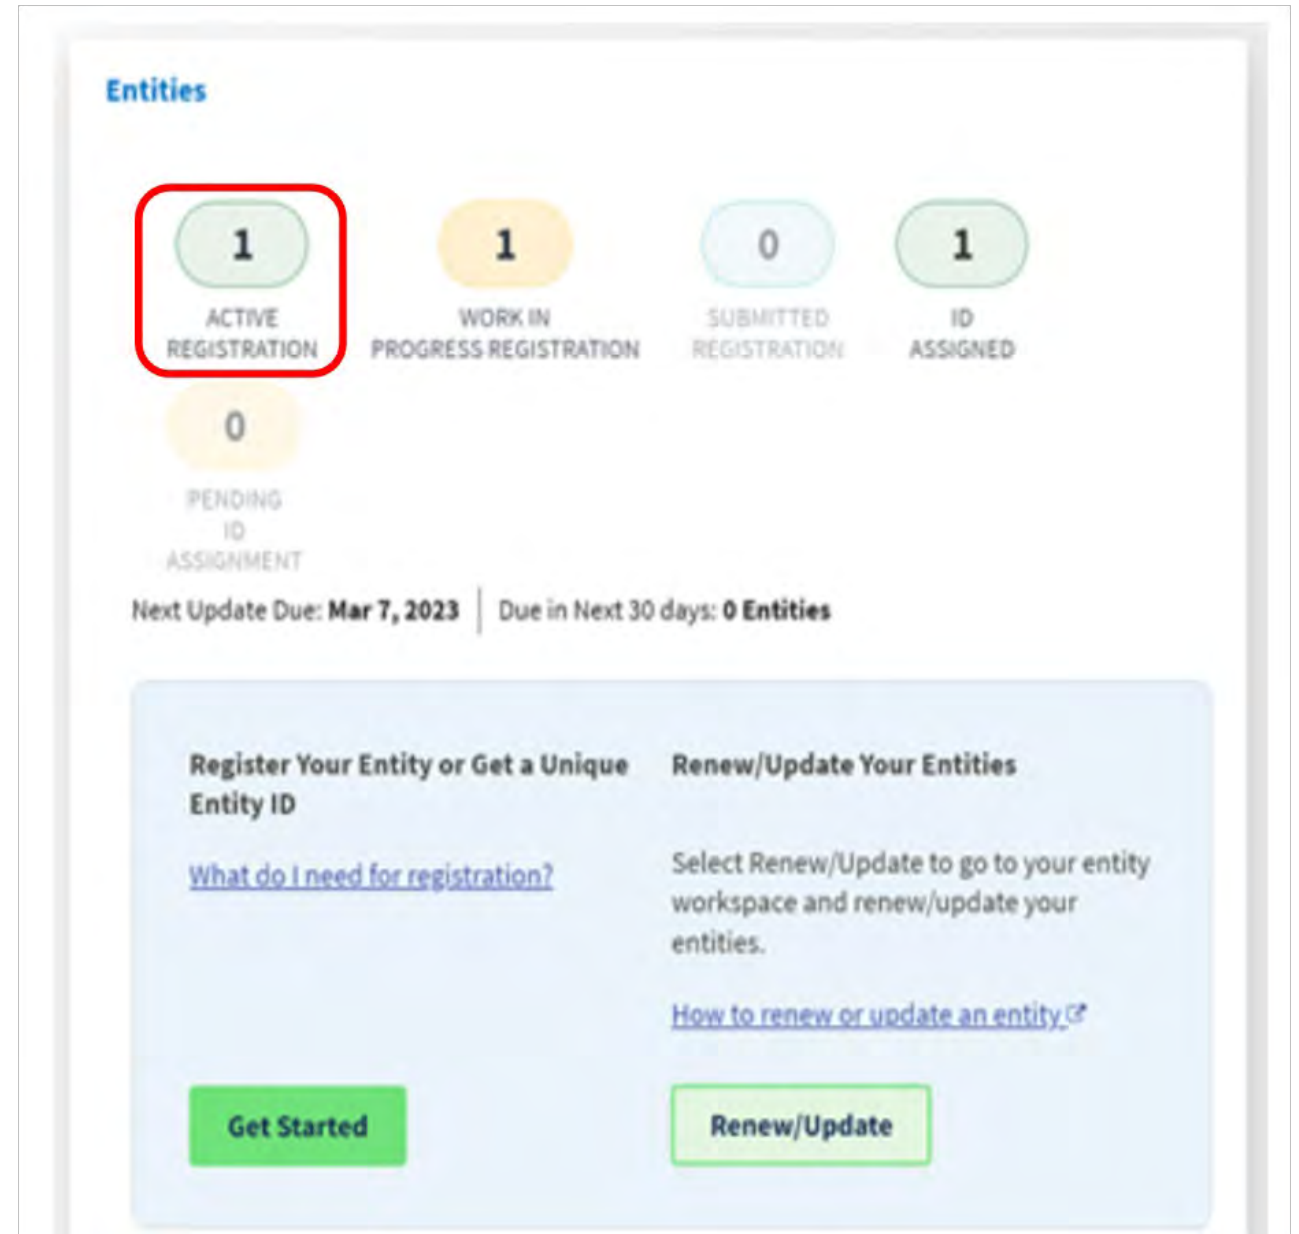 Entities
1
ACTIVE
REGISTRATION
1
WORK IN
PROGRESS REGISTRATION
0
SUBMITTED
REGISTRATION
1
ID
ASSIGNED
0
PENDING
ID
ASSIGNMENT
Next Update Due: Mar 7, 2023 Due in Next 30 days: 0 Entities
Register Your Entity or Get a Unique
Entity ID
What do I need for registration?
Get Started
Renew/Update Your Entities
Select Renew/Update to go to your entity
workspace and renew/update your
entities.
How to renew or update an entity
Renew/Update